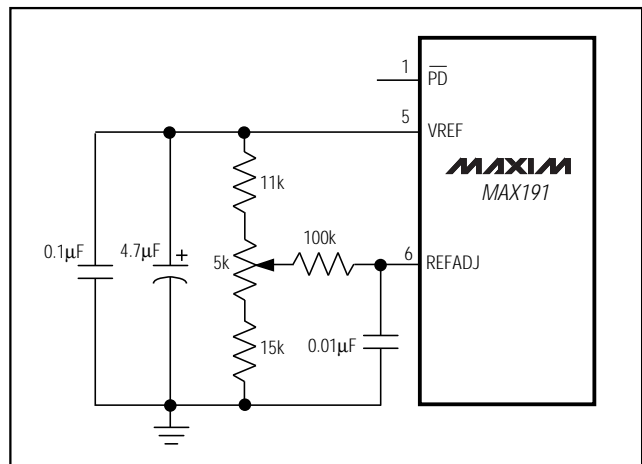 1
PD
5
VREF
MAXIM
MAX191
11k
0.1µF
4.7µF
+
5k
100k
6
REFADJ
15k
0.01µF